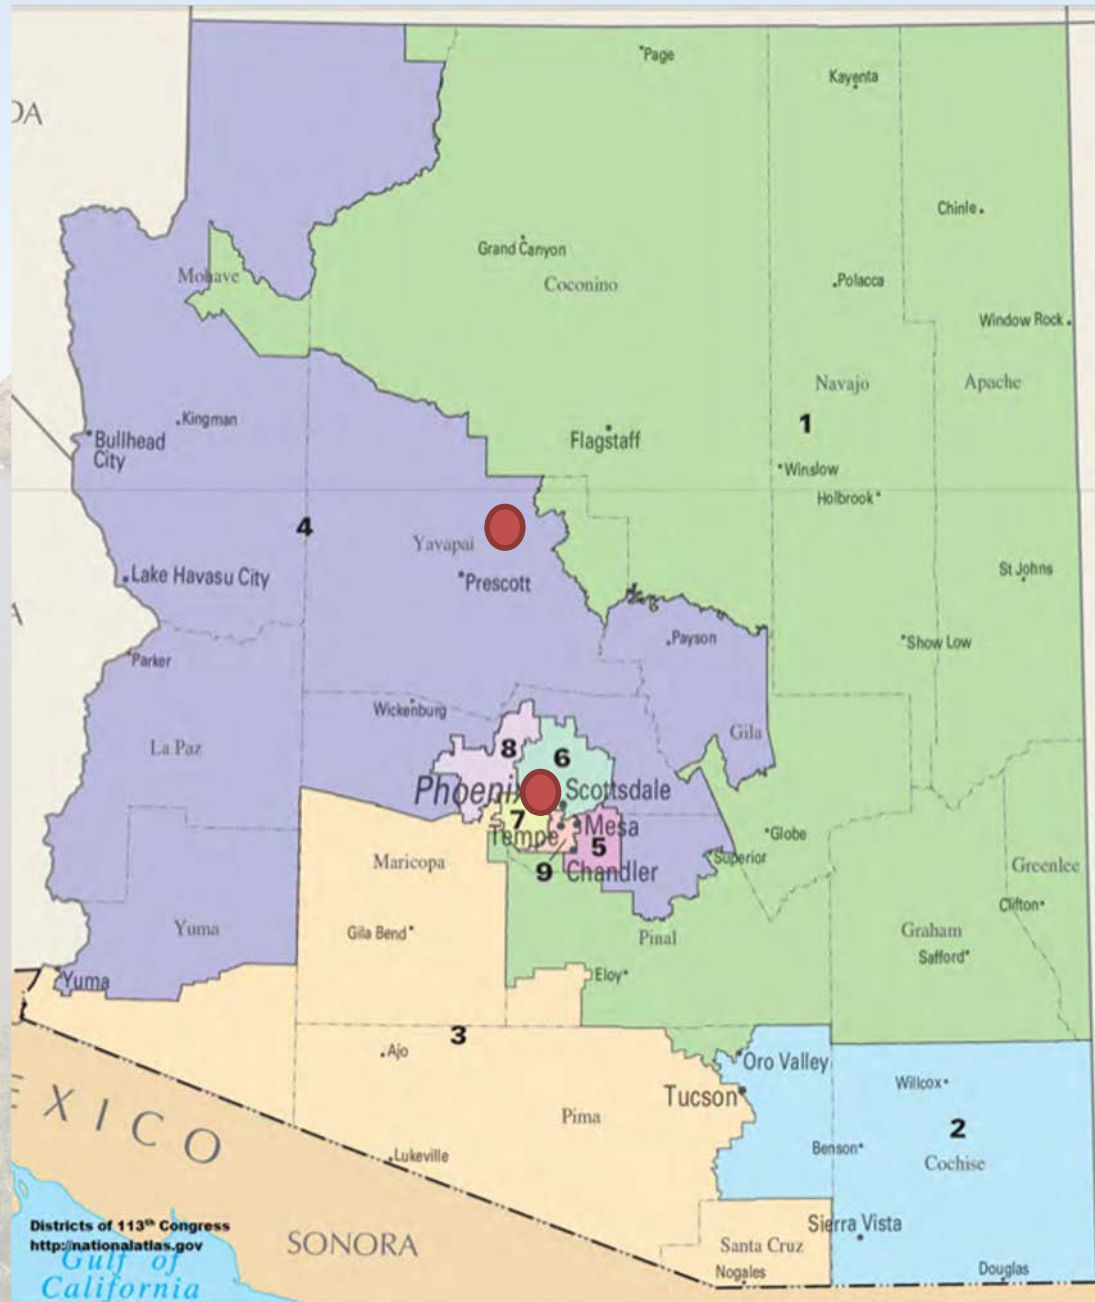 Page
Kayenta
DA
Chinle
Grand Canyon
Mohave
Coconino
Polacca
Window Rock
Navajo
Apache
Kingman
1
Bullhead
City
Flagstaff
Winslow
Holbrook
4
Yavapai
Lake Havasu City
Prescott
St Johns
A
Payson
Show Low
Parker
Wickenburg
Gila
La Paz
8
6
Phoenix
Scottsdale
7
Tempe
Mesa
5
Globe
Superior
Maricopa
9
Chandler
Greenlee
Clifton
Yuma
Gila Bend
Pinal
Graham
Safford
Yuma
Eloy
3
Ajo
Oro Valley
Willcox
Tucson
EXICO
Pima
2
Benson
Cochise
Lukeville
Districts of 113th Congress
http://nationalatlas.gov
Gulf of
California
SONORA
Sierra Vista
Santa Cruz
Nogales
Douglas